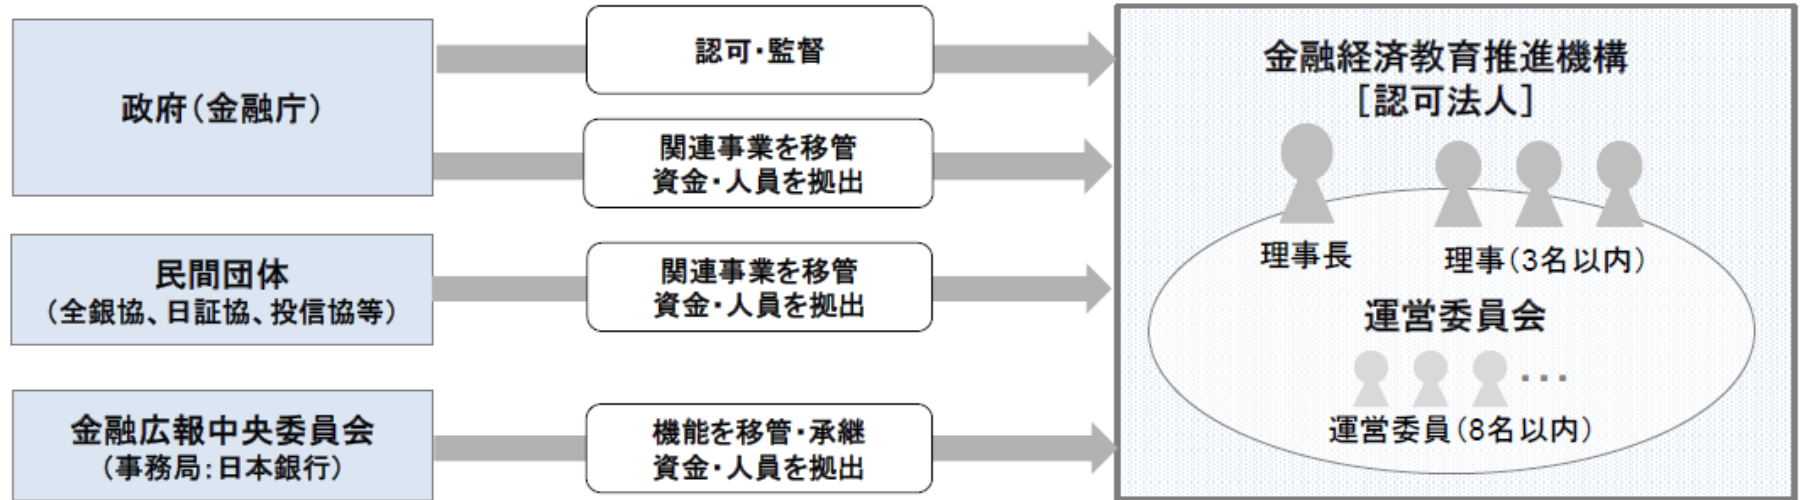 政府（金融庁）
認可・監督
関連事業を移管
資金・人員を拠出
民間団体
（全銀協、日証協、投信協等）
関連事業を移管
資金・人員を拠出
金融広報中央委員会
（事務局：日本銀行）
機能を移管・承継
資金・人員を拠出
金融経済教育推進機構
［認可法人］
理事長
理事（3名以内）
運営委員会
・・・
運営委員（8名以内）